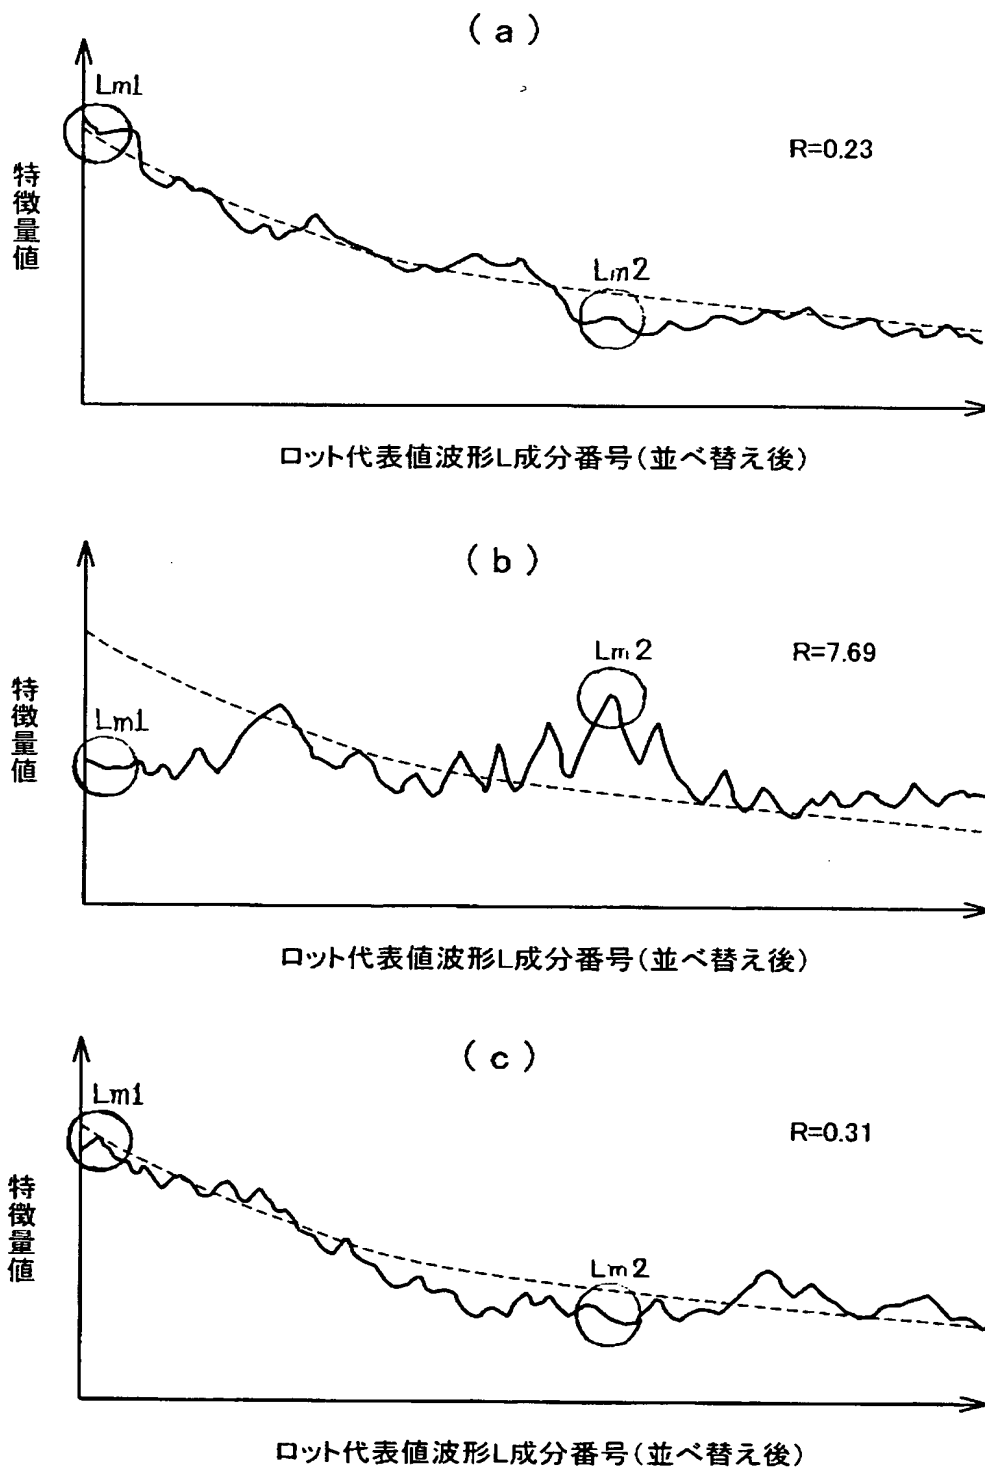 (a)
Lm1
R=0.23
特徴量値
Lm2
ロット代表値波形L成分番号(並べ替え後)
(b)
Lm2
R=7.69
特徴量値
Lm1
ロット代表値波形L成分番号(並べ替え後)
(c)
Lm1
R=0.31
特徴量値
Lm2
ロット代表値波形L成分番号(並べ替え後)